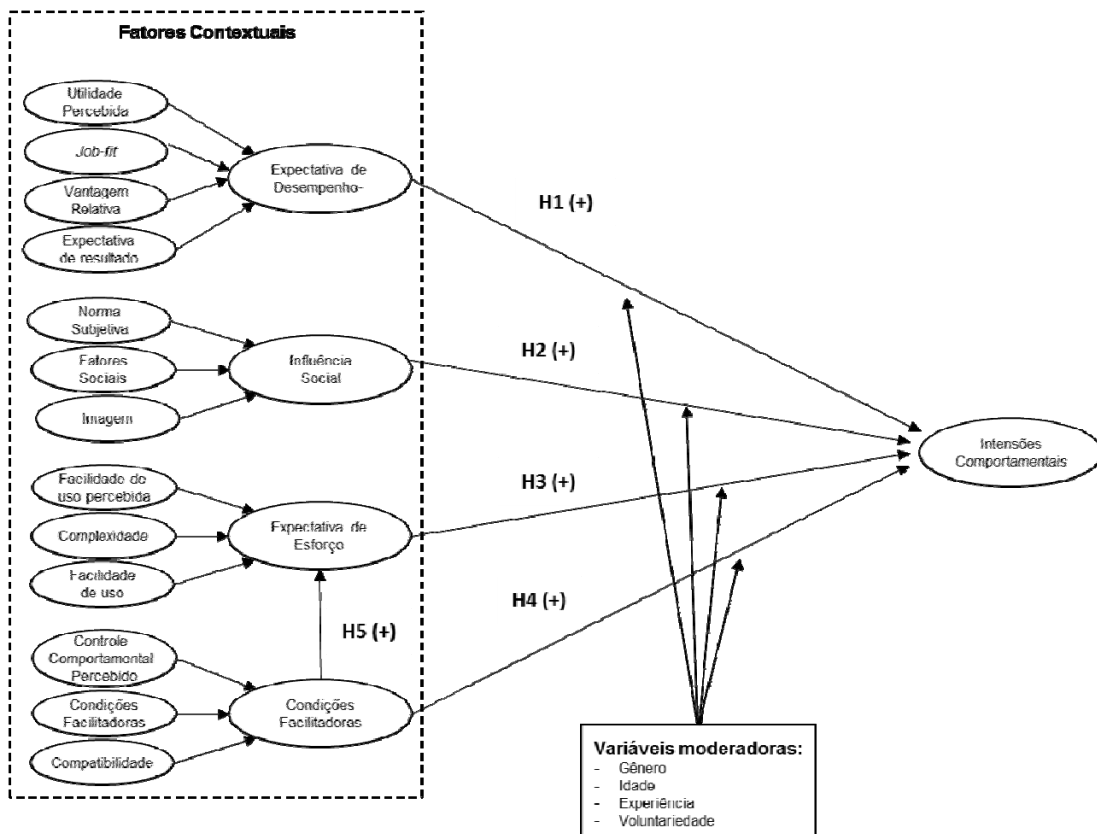 Fatores Contextuais
Utilidade
Percebida
Job-fit
Vantagem
Relativa
Expectativa
de resultado
Expectativa de
Desempenho-
H1 (+)
Norma
Subjetiva
Fatores
Sociais
Imagem
Influência
Social
H2 (+)
Intensões
Comportamentais
Facilidade de
uso percebida
Complexidade
Facilidade
de uso
Expectativa de
Esforço
H3 (+)
H4 (+)
H5 (+)
Controle
Comportamental
Percebido
Condições
Facilitadoras
Compatibilidade
Condições
Facilitadoras
Variáveis moderadoras:
- Gênero
- Idade
- Experiência
- Voluntariedade